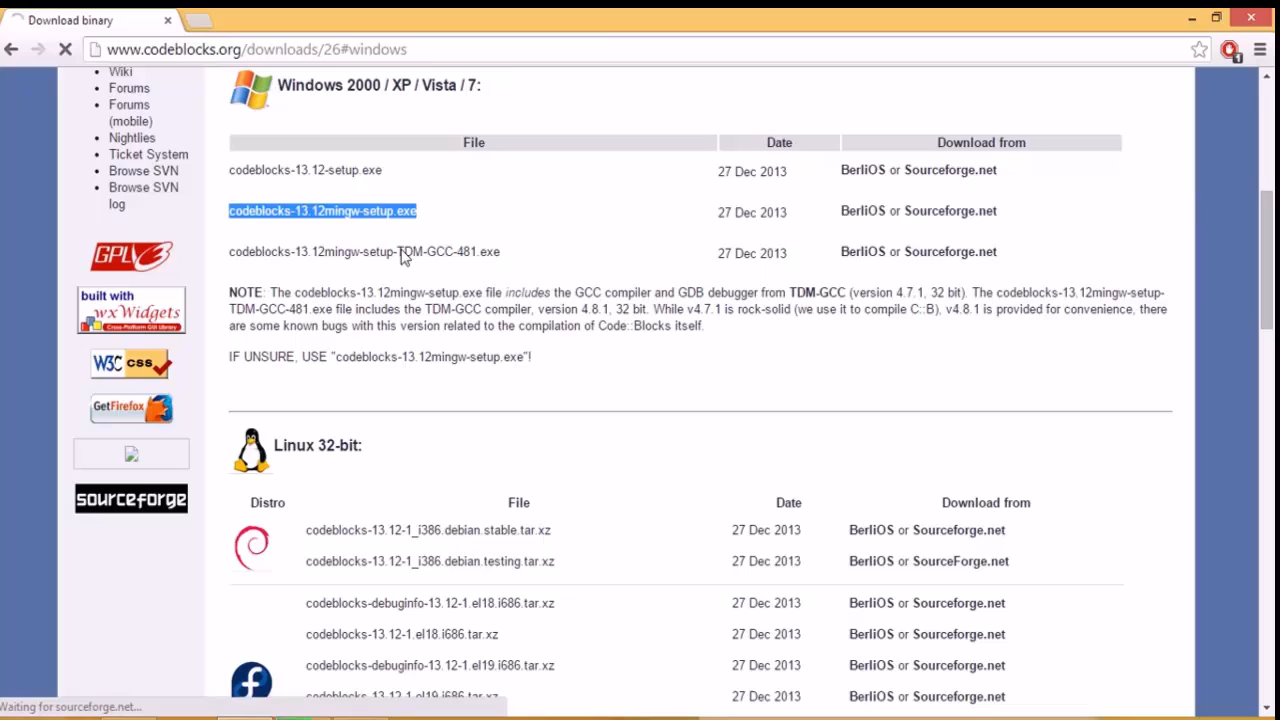 Download binary
www.codeblocks.org/downloads/26#windows
1
Wiki
Forums
Forums
(mobile)
Nightlies
Ticket System
Browse SVN
Browse SVN
log
GPLv3
built with
wxWidgets
Cross-Platform GUI Library
W3C css
GetFirefox
sourceforge
Windows 2000 / XP / Vista / 7:
File Date Download from
codeblocks-13.12-setup.exe 27 Dec 2013 BerliOS or Sourceforge.net
codeblocks-13.12mingw-setup.exe 27 Dec 2013 BerliOS or Sourceforge.net
codeblocks-13.12mingw-setup-TDM-GCC-481.exe 27 Dec 2013 BerliOS or Sourceforge.net
NOTE: The codeblocks-13.12mingw-setup.exe file includes the GCC compiler and GDB debugger from TDM-GCC (version 4.7.1, 32 bit). The codeblocks-13.12mingw-setup-
TDM-GCC-481.exe file includes the TDM-GCC compiler, version 4.8.1, 32 bit. While v4.7.1 is rock-solid (we use it to compile C::B), v4.8.1 is provided for convenience, there
are some known bugs with this version related to the compilation of Code::Blocks itself.
IF UNSURE, USE "codeblocks-13.12mingw-setup.exe"!
Linux 32-bit:
Distro File Date Download from
codeblocks-13.12-1_i386.debian.stable.tar.xz 27 Dec 2013 BerliOS or Sourceforge.net
codeblocks-13.12-1_i386.debian.testing.tar.xz 27 Dec 2013 BerliOS or SourceForge.net
codeblocks-debuginfo-13.12-1.el18.i686.tar.xz 27 Dec 2013 BerliOS or Sourceforge.net
codeblocks-13.12-1.el18.i686.tar.xz 27 Dec 2013 BerliOS or Sourceforge.net
codeblocks-debuginfo-13.12-1.el19.i686.tar.xz 27 Dec 2013 BerliOS or Sourceforge.net
codeblocks-13.12-1.el19.i686.tar.xz 27 Dec 2013 BerliOS or Sourceforge.net
Waiting for sourceforge.net...